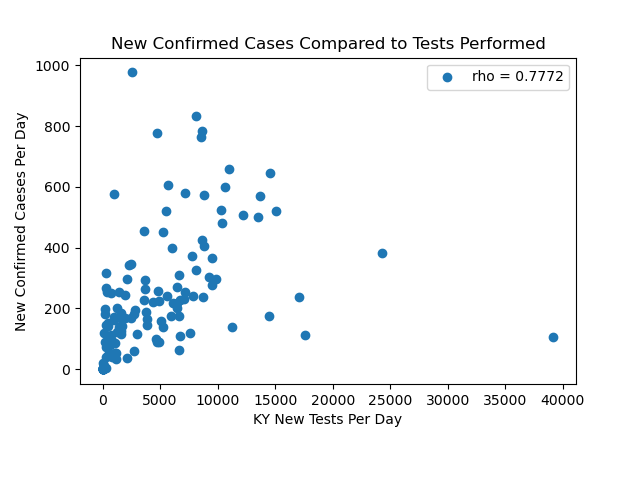 New Confirmed Cases Compared to Tests Performed
rho = 0.7772
New Confirmed Caeses Per Day
1000
800
600
400
200
0
0 5000 10000 15000 20000 25000 30000 35000 40000
KY New Tests Per Day